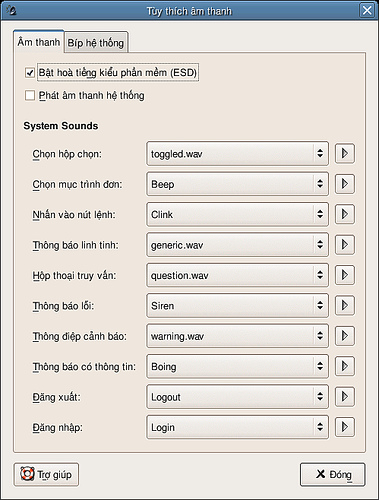 Tùy thích âm thanh
Âm thanh
Bíp hệ thống
Bật hoà tiếng kiểu phần mềm (ESD)
Phát âm thanh hệ thống
System Sounds
Chọn hộp chọn: toggled.wav
Chọn mục trình đơn: Beep
Nhấn vào nút lệnh: Clink
Thông báo linh tinh: generic.wav
Hộp thoại truy vấn: question.wav
Thông báo lỗi: Siren
Thông điệp cảnh báo: warning.wav
Thông báo có thông tin: Boing
Đăng xuất: Logout
Đăng nhập: Login
Trợ giúp
Đóng